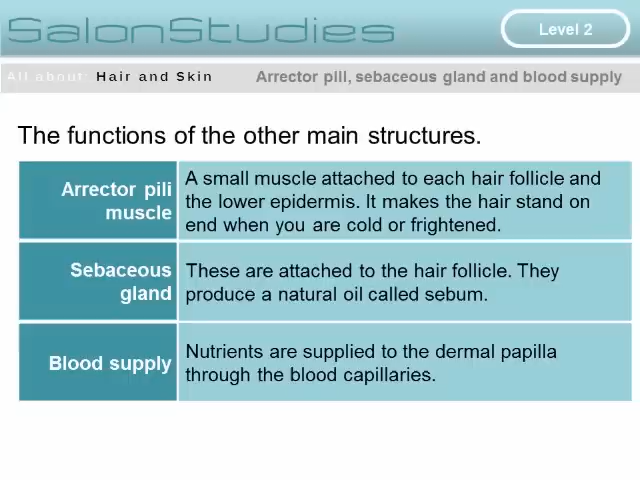 SalonStudies
Level 2
All about: Hair and Skin
Arrector pill, sebaceous gland and blood supply
The functions of the other main structures.
Arrector pili
muscle
A small muscle attached to each hair follicle and
the lower epidermis. It makes the hair stand on
end when you are cold or frightened.
Sebaceous
gland
These are attached to the hair follicle. They
produce a natural oil called sebum.
Blood supply
Nutrients are supplied to the dermal papilla
through the blood capillaries.